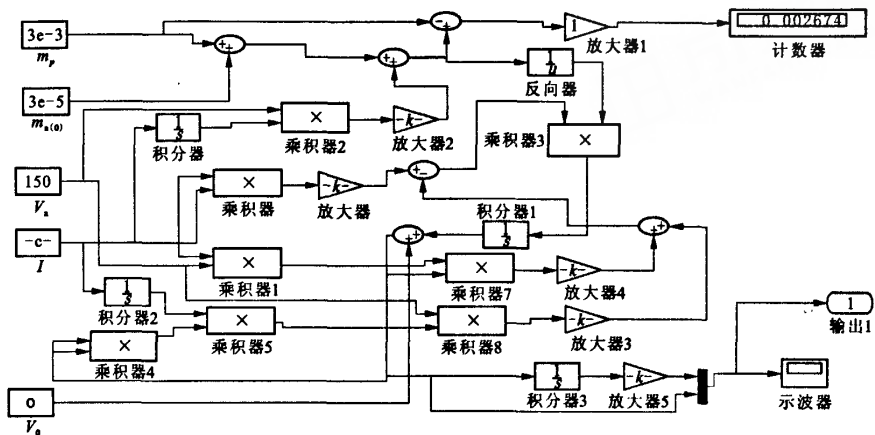 3e-3
m_p
3e-5
m_a(0)
150
V_a
-c-
I
0
V_0
1/s
积分器
×
乘积器2
-k-
放大器2
×
乘积器
-k-
放大器
×
乘积器1
1/s
积分器2
×
乘积器5
×
乘积器4
+ +
+ +
- +
1
放大器1
0.002674
计数器
1/u
反向器
×
乘积器3
+ -
积分器1
1/s
+ +
+ +
×
乘积器7
-k-
放大器4
×
乘积器8
-k-
放大器3
1/s
积分器3
-k-
放大器5
1
输出1
示波器